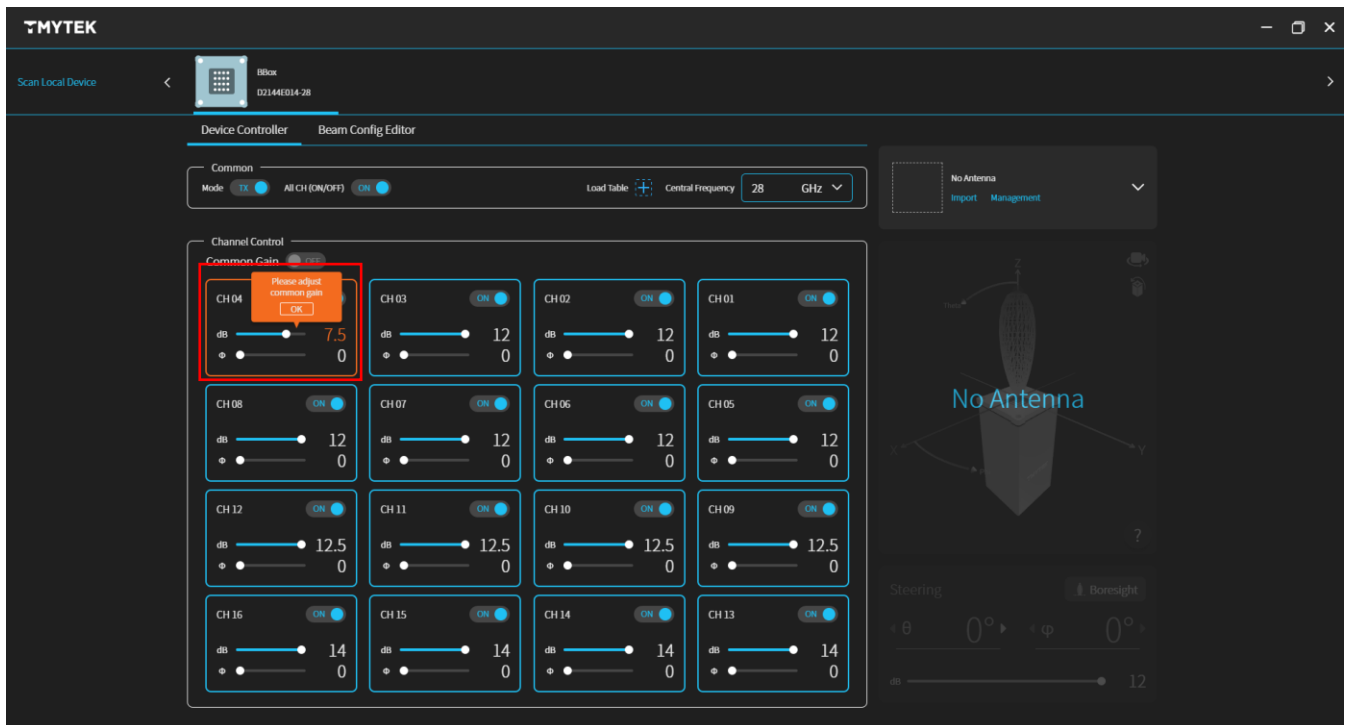 TMYTEK
Scan Local Device
BBox
D2144E014-28
Device Controller Beam Config Editor
Common
Mode TX All CH (ON/OFF) ON Load Table Central Frequency 28 GHz
No Antenna
Import Management
Channel Control
Common Gain OFF
Please adjust
common gain
OK
CH 04
dB 7.5
Φ 0
CH 03 ON
dB 12
Φ 0
CH 02 ON
dB 12
Φ 0
CH 01 ON
dB 12
Φ 0
CH 08 ON
dB 12
Φ 0
CH 07 ON
dB 12
Φ 0
CH 06 ON
dB 12
Φ 0
CH 05 ON
dB 12
Φ 0
CH 12 ON
dB 12.5
Φ 0
CH 11 ON
dB 12.5
Φ 0
CH 10 ON
dB 12.5
Φ 0
CH 09 ON
dB 12.5
Φ 0
CH 16 ON
dB 14
Φ 0
CH 15 ON
dB 14
Φ 0
CH 14 ON
dB 14
Φ 0
CH 13 ON
dB 14
Φ 0
Z
No Antenna
X
Y
?
Steering Boresight
θ 0° φ 0°
dB 12